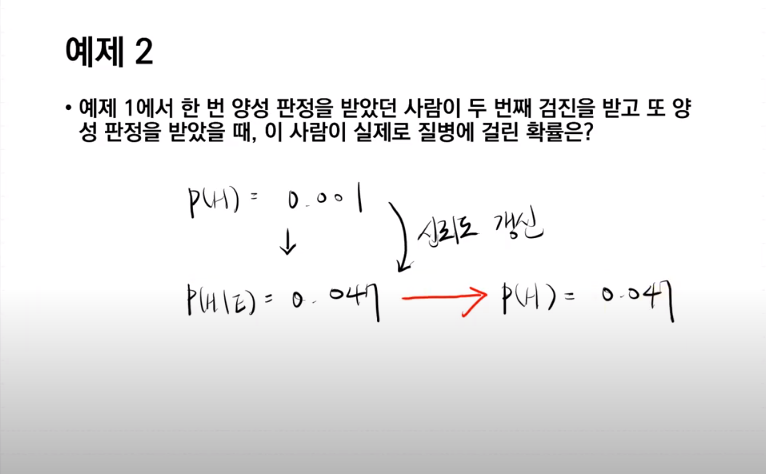 예제 2
• 예제 1에서 한 번 양성 판정을 받았던 사람이 두 번째 검진을 받고 또 양
성 판정을 받았을 때, 이 사람이 실제로 질병에 걸린 확률은?
P(H) = 0.001
↓
신뢰도 갱신
P(H|E) = 0.047 → P(H) = 0.047